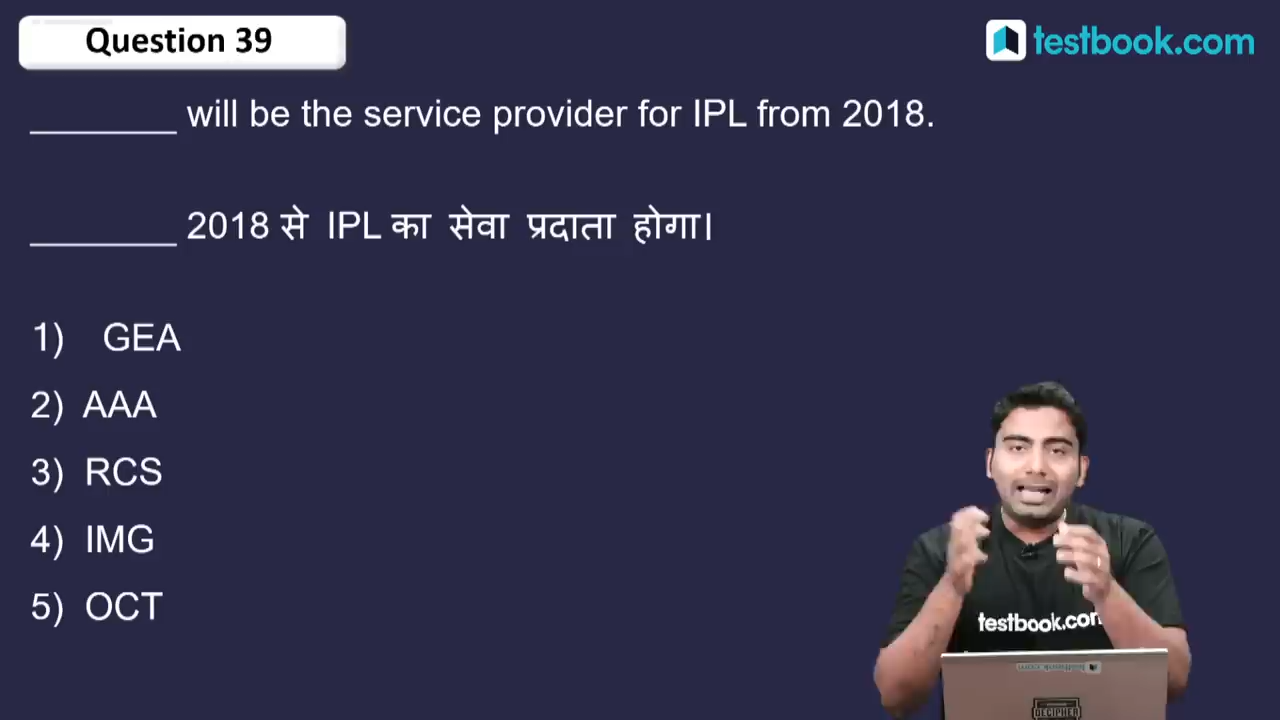 Question 39
testbook.com
________ will be the service provider for IPL from 2018.
________ 2018 से IPL का सेवा प्रदाता होगा।
1) GEA
2) AAA
3) RCS
4) IMG
5) OCT
testbook.com
DECIPHER